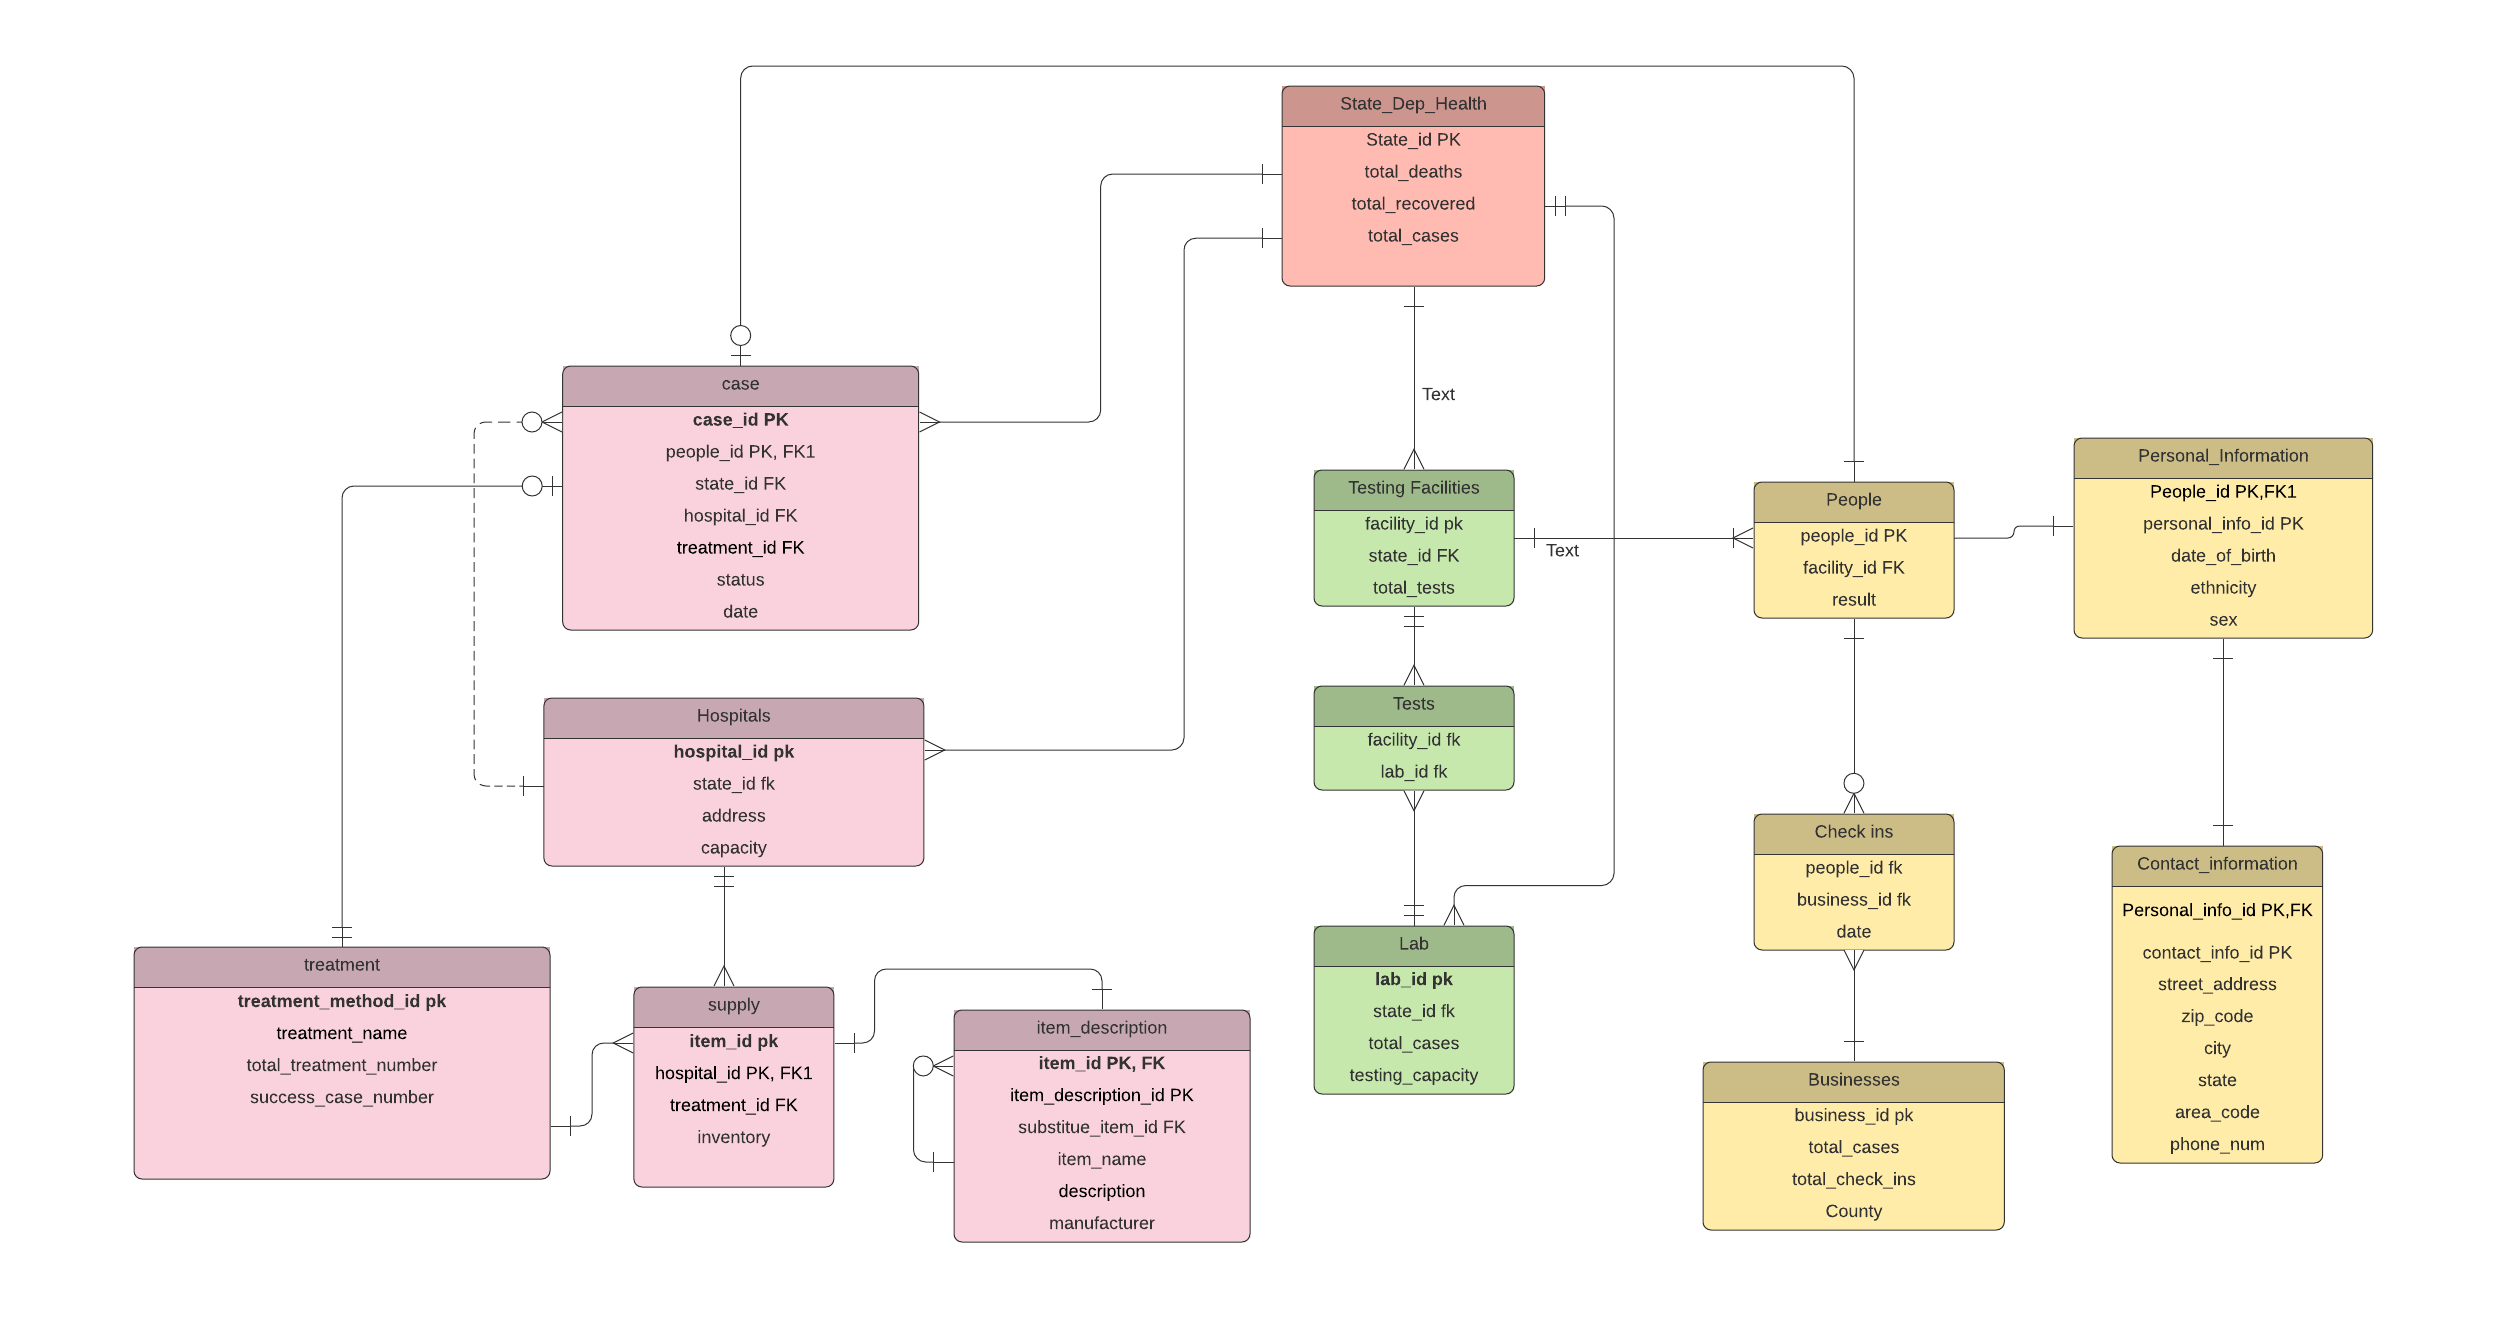 State_Dep_Health
State_id PK
total_deaths
total_recovered
total_cases
case
case_id PK
people_id PK, FK1
state_id FK
hospital_id FK
treatment_id FK
status
date
Text
Testing Facilities
facility_id pk
state_id FK
total_tests
Text
People
people_id PK
facility_id FK
result
Personal_Information
People_id PK,FK1
personal_info_id PK
date_of_birth
ethnicity
sex
Hospitals
hospital_id pk
state_id fk
address
capacity
Tests
facility_id fk
lab_id fk
Check ins
people_id fk
business_id fk
date
Contact_information
Personal_info_id PK,FK
contact_info_id PK
street_address
zip_code
city
state
area_code
phone_num
treatment
treatment_method_id pk
treatment_name
total_treatment_number
success_case_number
supply
item_id pk
hospital_id PK, FK1
treatment_id FK
inventory
item_description
item_id PK, FK
item_description_id PK
substitue_item_id FK
item_name
description
manufacturer
Lab
lab_id pk
state_id fk
total_cases
testing_capacity
Businesses
business_id pk
total_cases
total_check_ins
County